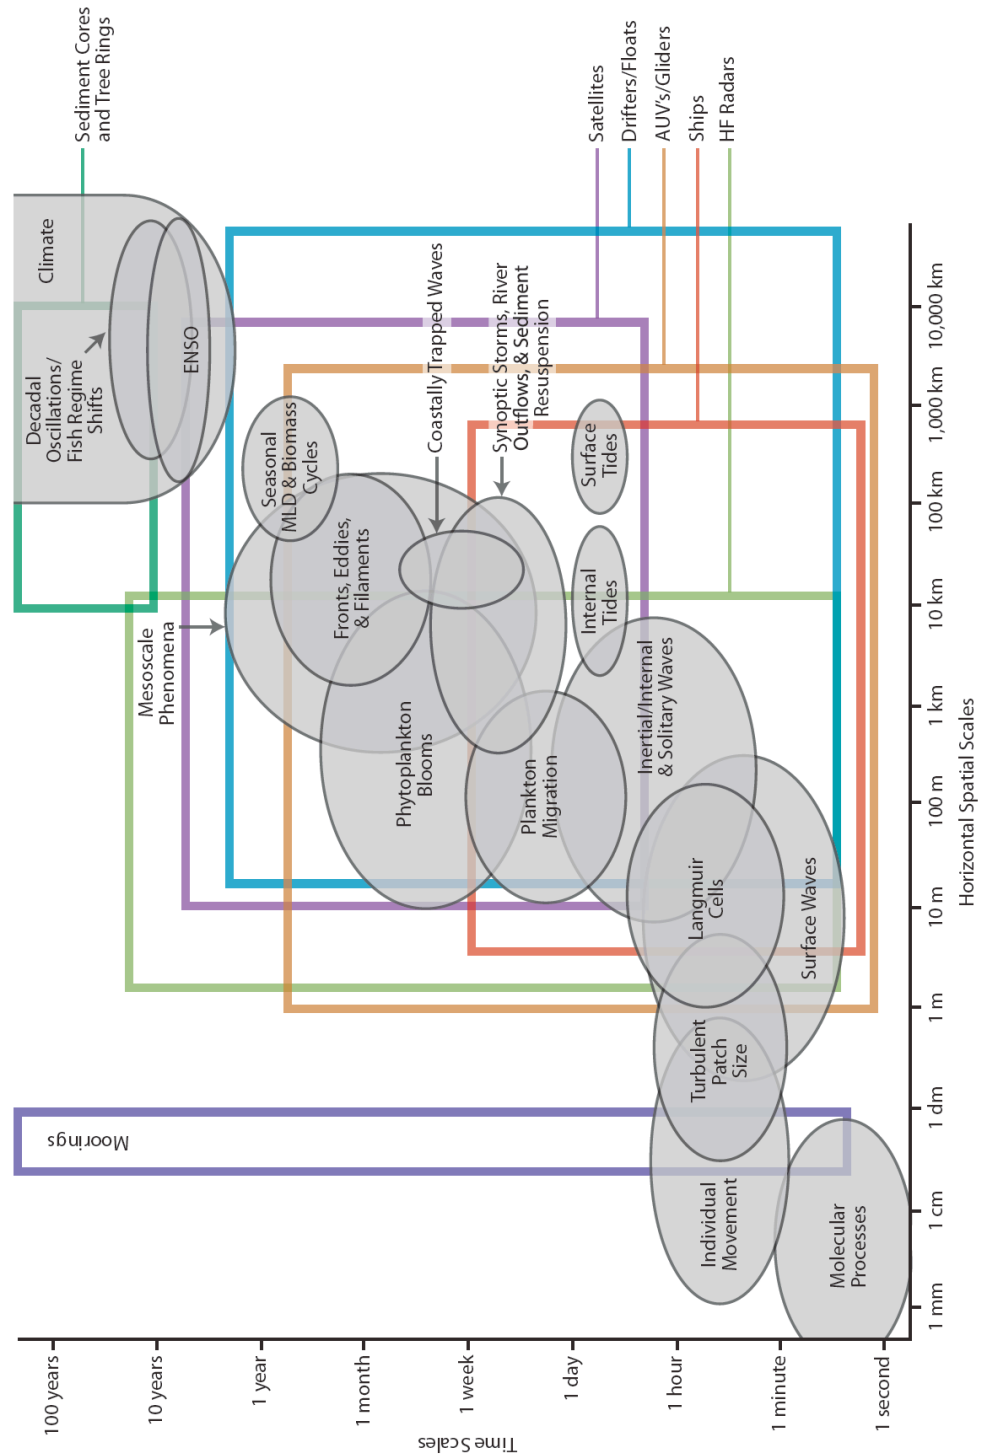 Sediment Cores
and Tree Rings
Climate
Decadal
Oscillations/
Fish Regime
Shifts
ENSO
Satellites
Drifters/Floats
AUV's/Gliders
Ships
HF Radars
Coastally Trapped Waves
Synoptic Storms, River
Outflows, & Sediment
Resuspension
Seasonal
MLD & Biomass
Cycles
Surface
Tides
Fronts, Eddies,
& Filaments
Internal
Tides
Mesoscale
Phenomena
Phytoplankton
Blooms
Plankton
Migration
Inertial/Internal
& Solitary Waves
Langmuir
Cells
Surface Waves
Turbulent
Patch
Size
Moorings
Individual
Movement
Molecular
Processes
Time Scales
100 years
10 years
1 year
1 month
1 week
1 day
1 hour
1 minute
1 second
1 mm
1 cm
1 dm
1 m
10 m
100 m
1 km
10 km
100 km
1,000 km
10,000 km
Horizontal Spatial Scales